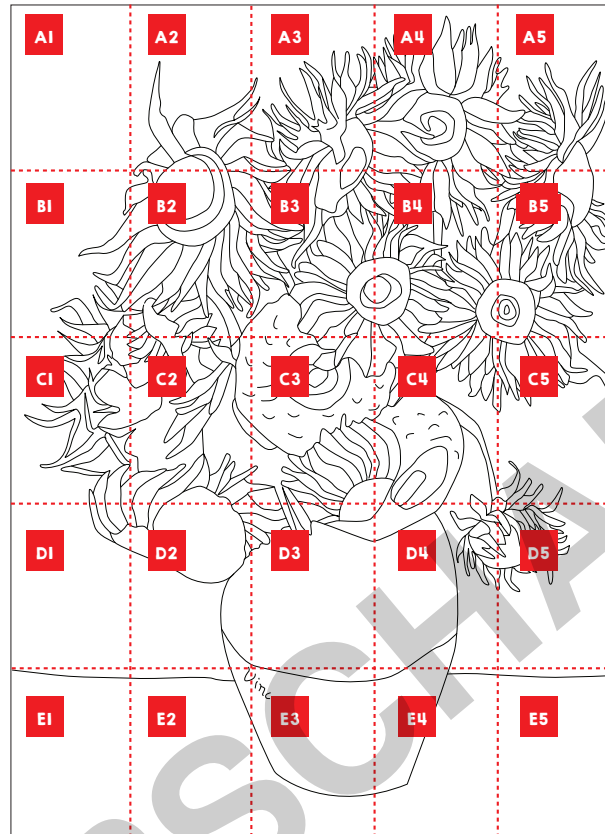 A1 A2 A3 A4 A5
B1 B2 B3 B4 B5
C1 C2 C3 C4 C5
D1 D2 D3 D4 D5
Vinc
E1 E2 E3 E4 E5
PSCHA